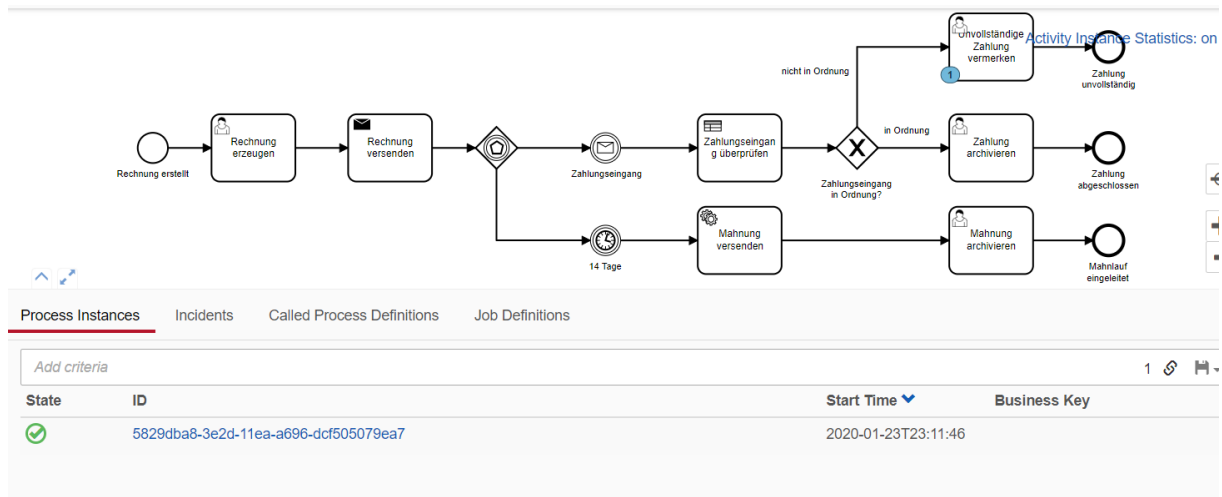 Unvollständige
Zahlung
vermerken
Activity Instance Statistics: on
1
nicht in Ordnung
Zahlung
unvollständig
Rechnung erstellt
Rechnung
erzeugen
Rechnung
versenden
Zahlungseingang
Zahlungseingan
g überprüfen
in Ordnung
Zahlungseingang
in Ordnung?
Zahlung
archivieren
Zahlung
abgeschlossen
14 Tage
Mahnung
versenden
Mahnung
archivieren
Mahnlauf
eingeleitet
Process Instances Incidents Called Process Definitions Job Definitions
Add criteria 1
State ID Start Time Business Key
5829dba8-3e2d-11ea-a696-dcf505079ea7 2020-01-23T23:11:46